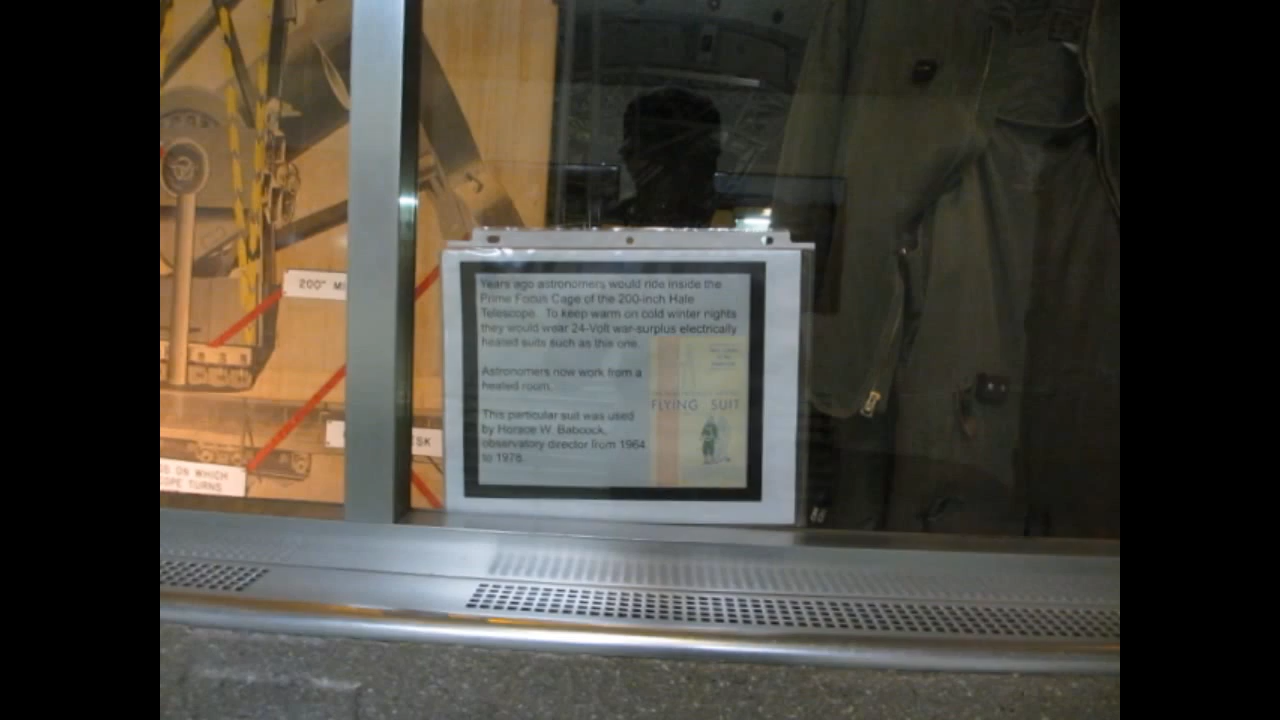 200" MI
SK
S ON WHICH
OPE TURNS
Years ago astronomers would ride inside the
Prime Focus Cage of the 200-inch Hale
Telescope. To keep warm on cold winter nights
they would wear 24-Volt war-surplus electrically
heated suits such as this one.
Astronomers now work from a
heated room.
This particular suit was used
by Horace W. Babcock,
observatory director from 1964
to 1978.
FLYING SUIT